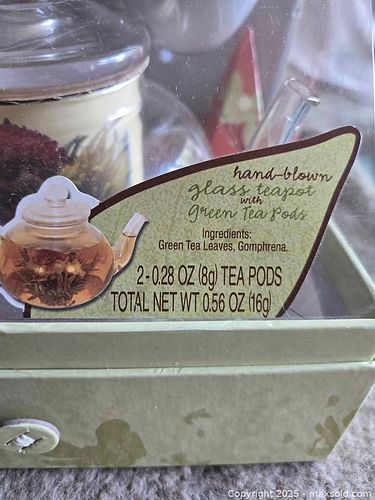 hand-blown
glass teapot
with
Green Tea Pods
Ingredients:
Green Tea Leaves, Gomphrena.
2-0.28 OZ (8g) TEA PODS
TOTAL NET WT 0.56 OZ (16g)
Copyright © 2025 - maxsold.com